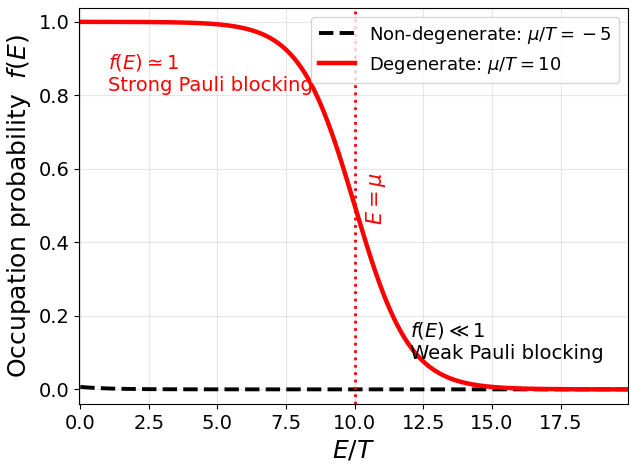 Non-degenerate: μ/T = −5
Degenerate: μ/T = 10
f(E) ≃ 1
Strong Pauli blocking
E = μ
f(E) ≪ 1
Weak Pauli blocking
Occupation probability f(E)
1.0
0.8
0.6
0.4
0.2
0.0
0.0 2.5 5.0 7.5 10.0 12.5 15.0 17.5
E/T